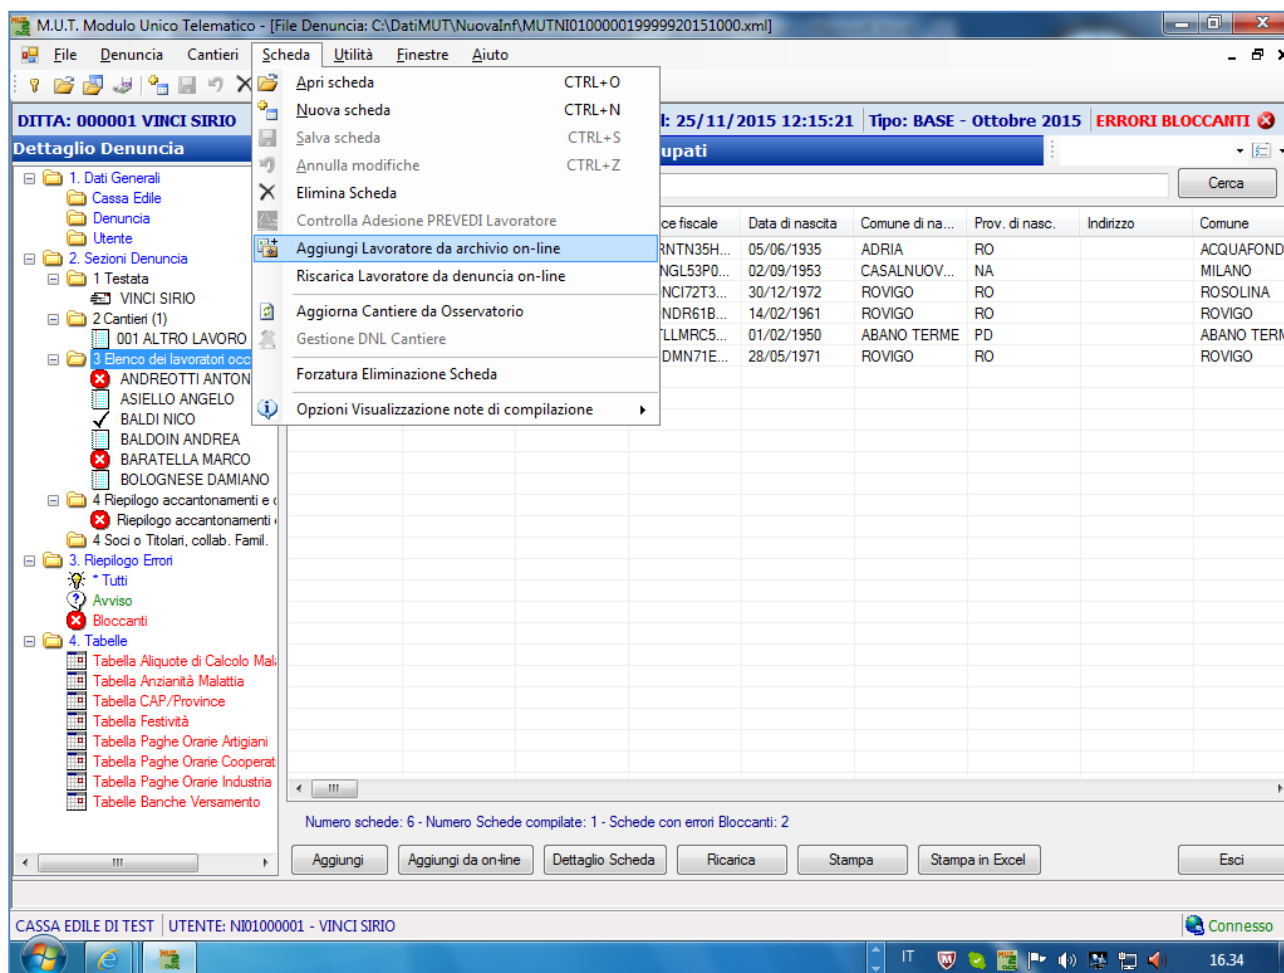 M.U.T. Modulo Unico Telematico - [File Denuncia: C:\DatiMUT\NuovaInf\MUTNI010000019999920151000.xml]
File Denuncia Cantieri Scheda Utilità Finestre Aiuto
Apri scheda CTRL+O
Nuova scheda CTRL+N
Salva scheda CTRL+S
Annulla modifiche CTRL+Z
Elimina Scheda
Controlla Adesione PREVEDI Lavoratore
Aggiungi Lavoratore da archivio on-line
Riscarica Lavoratore da denuncia on-line
Aggiorna Cantiere da Osservatorio
Gestione DNL Cantiere
Forzatura Eliminazione Scheda
Opzioni Visualizzazione note di compilazione
DITTA: 000001 VINCI SIRIO l: 25/11/2015 12:15:21 Tipo: BASE - Ottobre 2015 ERRORI BLOCCANTI
Dettaglio Denuncia upati
Cerca
1. Dati Generali
Cassa Edile
Denuncia
Utente
2. Sezioni Denuncia
1 Testata
VINCI SIRIO
2 Cantieri (1)
001 ALTRO LAVORO
3 Elenco dei lavoratori occ
ANDREOTTI ANTON
ASIELLO ANGELO
BALDI NICO
BALDOIN ANDREA
BARATELLA MARCO
BOLOGNESE DAMIANO
4 Riepilogo accantonamenti e
Riepilogo accantonamenti
4 Soci o Titolari, collab. Famil.
3. Riepilogo Errori
* Tutti
Avviso
Bloccanti
4. Tabelle
Tabella Aliquote di Calcolo Mala
Tabella Anzianità Malattia
Tabella CAP/Province
Tabella Festività
Tabella Paghe Orarie Artigiani
Tabella Paghe Orarie Cooperat
Tabella Paghe Orarie Industria
Tabelle Banche Versamento
ce fiscale Data di nascita Comune di na... Prov. di nasc. Indirizzo Comune
RNTN35H... 05/06/1935 ADRIA RO ACQUAFOND
NGL53P0... 02/09/1953 CASALNUOV... NA MILANO
NCI72T3... 30/12/1972 ROVIGO RO ROSOLINA
NDR61B... 14/02/1961 ROVIGO RO ROVIGO
LLMRC5... 01/02/1950 ABANO TERME PD ABANO TERM
DMN71E... 28/05/1971 ROVIGO RO ROVIGO
Numero schede: 6 - Numero Schede compilate: 1 - Schede con errori Bloccanti: 2
Aggiungi Aggiungi da on-line Dettaglio Scheda Ricarica Stampa Stampa in Excel Esci
CASSA EDILE DI TEST UTENTE: NI01000001 - VINCI SIRIO Connesso
IT 16.34